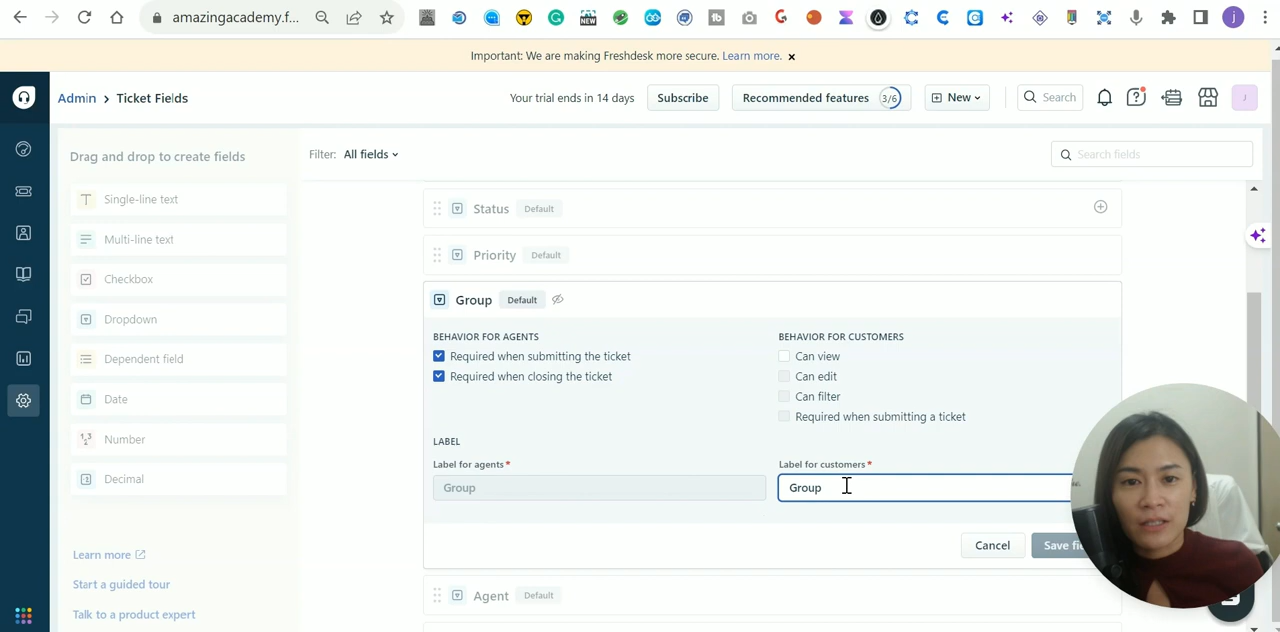 amazingacademy.f...
Important: We are making Freshdesk more secure. Learn more. ×
Admin > Ticket Fields
Your trial ends in 14 days
Subscribe
Recommended features 3/6
New
Search
J
Drag and drop to create fields
Filter: All fields
Search fields
Single-line text
Multi-line text
Checkbox
Dropdown
Dependent field
Date
Number
Decimal
Learn more
Start a guided tour
Talk to a product expert
Status Default
Priority Default
Group Default
BEHAVIOR FOR AGENTS
Required when submitting the ticket
Required when closing the ticket
BEHAVIOR FOR CUSTOMERS
Can view
Can edit
Can filter
Required when submitting a ticket
LABEL
Label for agents*
Group
Label for customers*
Group
Cancel
Save fie
Agent Default